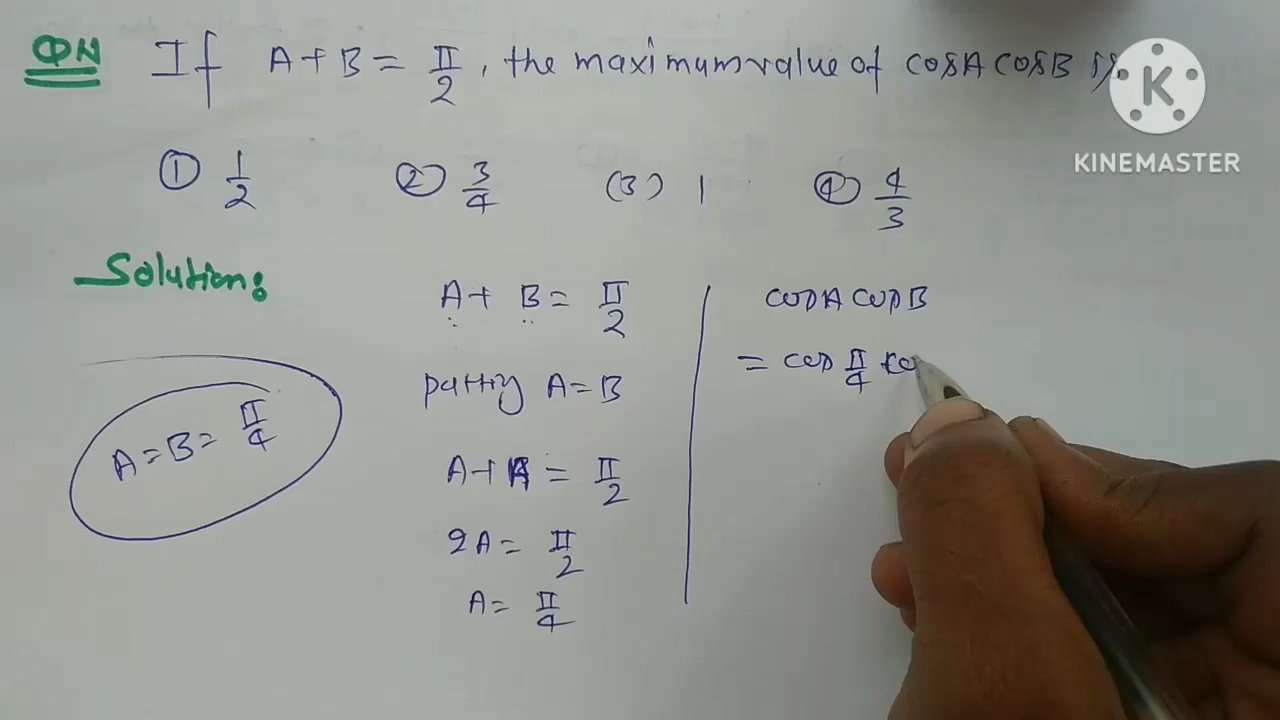 QN If A+B = π/2, the maximum value of cosA cosB is
K
KINEMASTER
① 1/2 ② 3/4 (3) 1 ④ 4/3
Solution:
A + B = π/2
putting A = B
A + A = π/2
2A = π/2
A = π/4
A = B = π/4
cosA cosB
= cos π/4 co